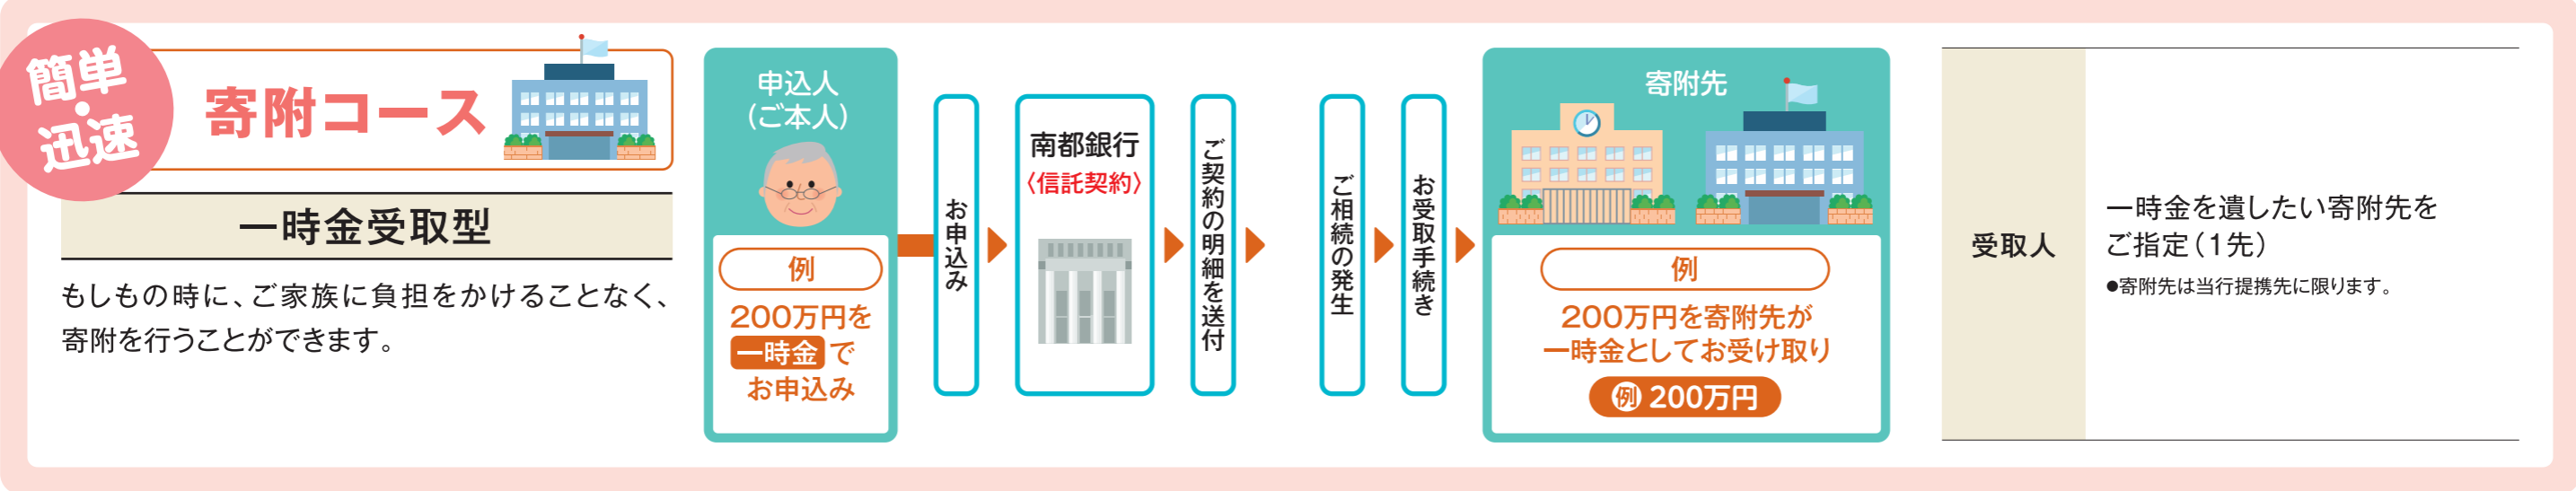 簡単
・
迅速
寄附コース
一時金受取型
もしもの時に、ご家族に負担をかけることなく、
寄附を行うことができます。
申込人
（ご本人）
例
200万円を
一時金で
お申込み
お申込み
南都銀行
〈信託契約〉
ご契約の明細を送付
ご相続の発生
お受取手続き
寄附先
例
200万円を寄附先が
一時金としてお受け取り
例 200万円
受取人
一時金を遺したい寄附先を
ご指定（1先）
●寄附先は当行提携先に限ります。